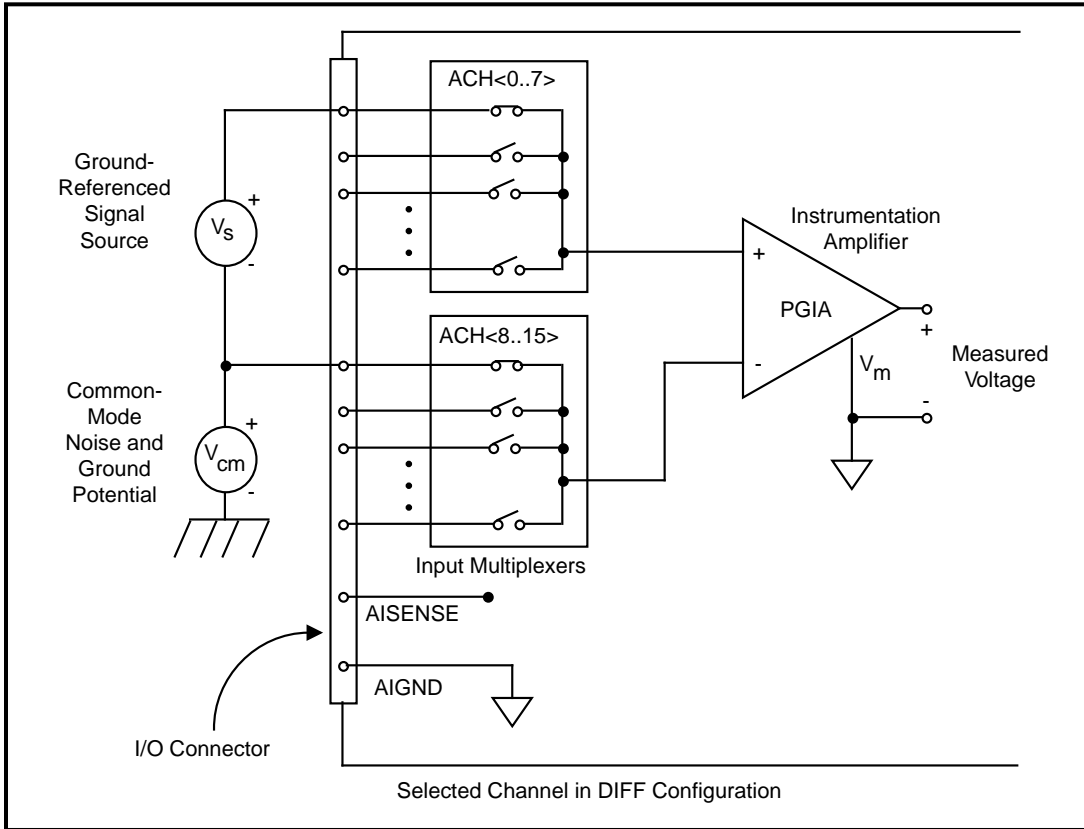 ACH<0..7>
Ground-
Referenced
Signal
Source
+
Vs
-
Instrumentation
Amplifier
+
PGIA
-
Vm
+
Measured
Voltage
-
ACH<8..15>
Common-
Mode
Noise and
Ground
Potential
+
Vcm
-
Input Multiplexers
AISENSE
AIGND
I/O Connector
Selected Channel in DIFF Configuration